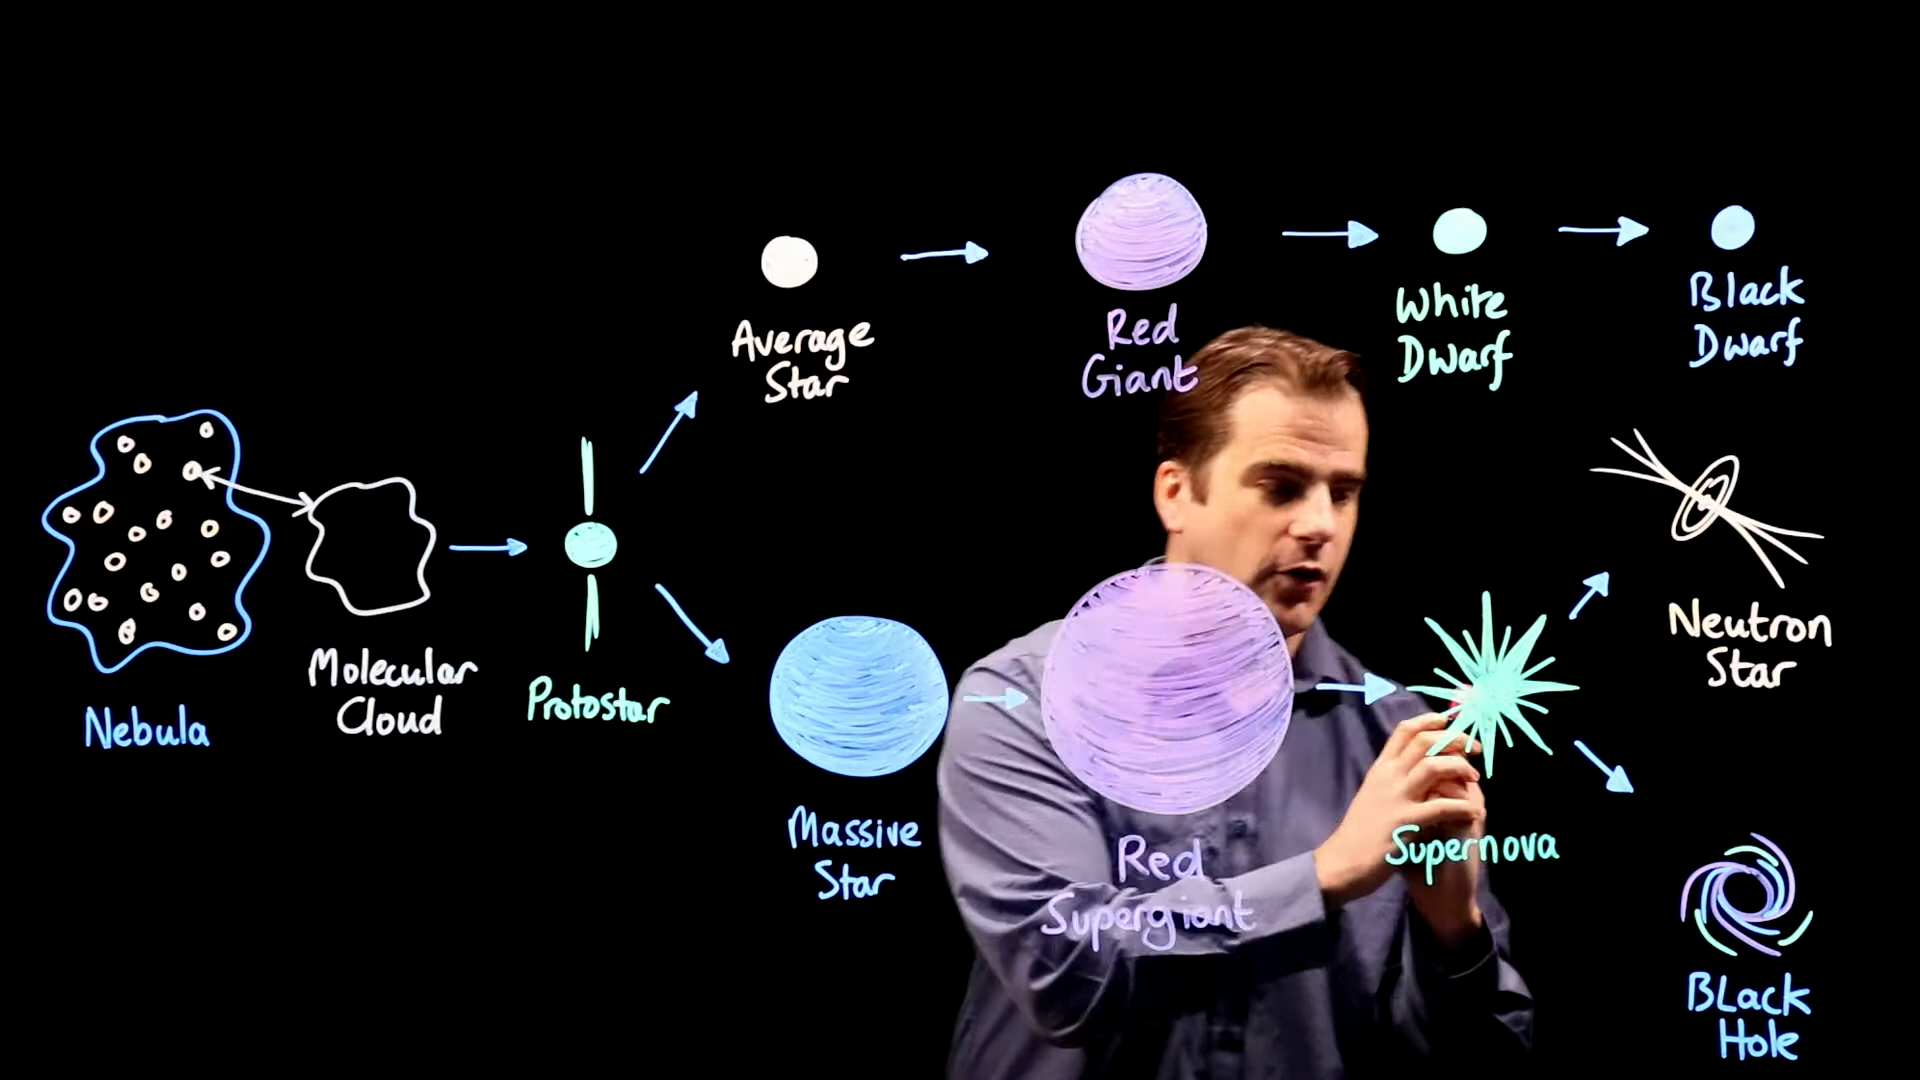 Nebula
Molecular
Cloud
Protostar
Average
Star
Red
Giant
White
Dwarf
Black
Dwarf
Massive
Star
Red
Supergiant
Supernova
Neutron
Star
BLack
Hole